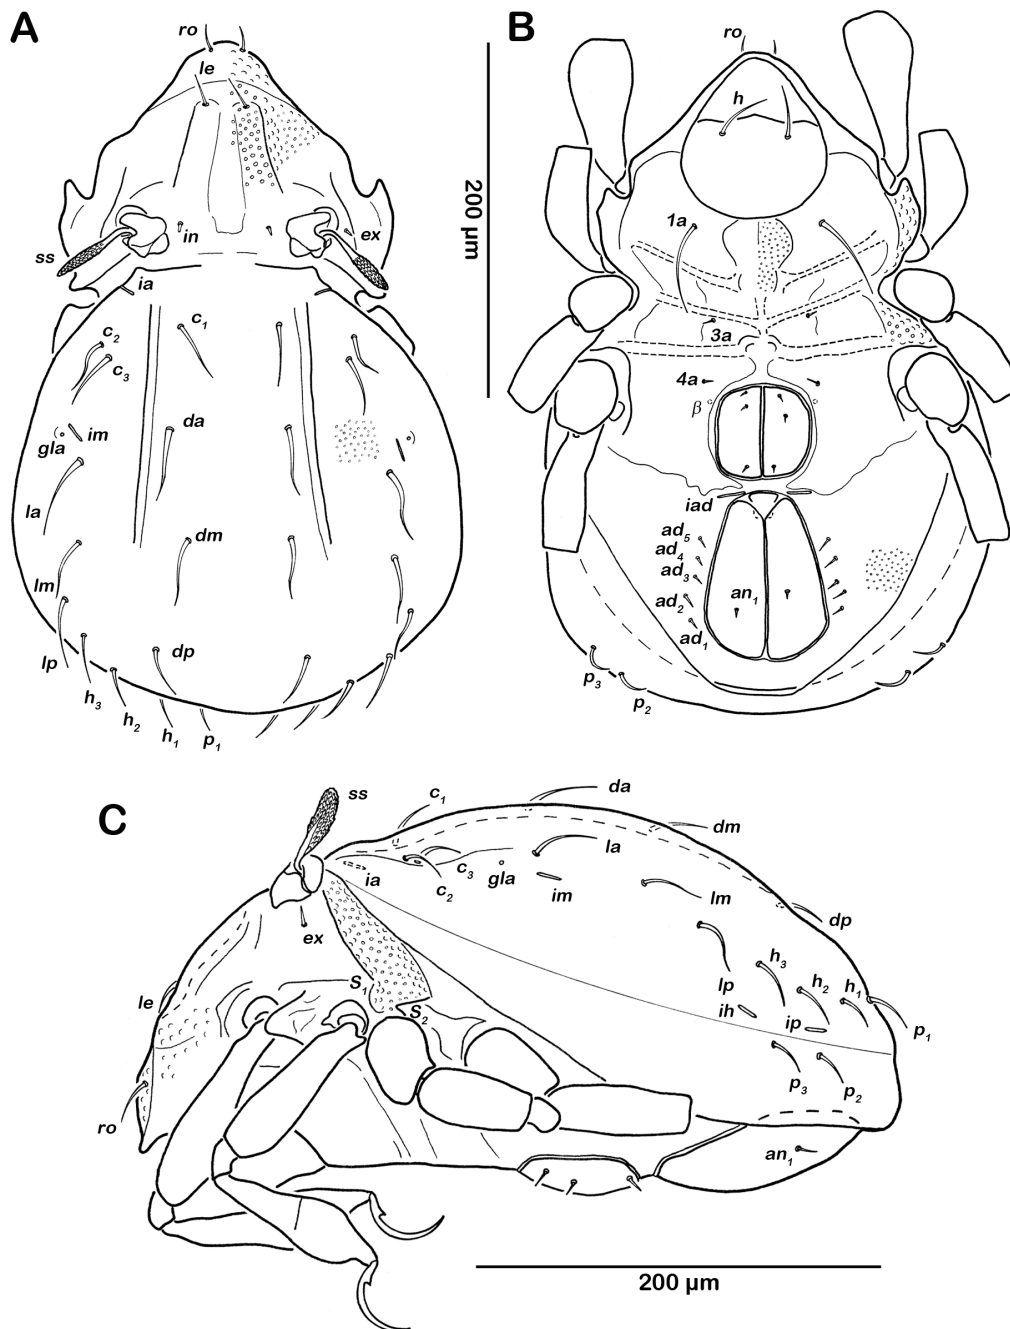 A
ro
le
in
ex
ss
ia
c1
c2
c3
da
gla
im
la
dm
lm
lp
dp
h3
h2
h1
p1
200 µm
B
ro
h
1a
3a
4a
β
iad
ad5
ad4
ad3
an1
ad2
ad1
p3
p2
C
ss
c1
da
dm
la
c3
gla
ia
c2
im
lm
dp
ex
h3
le
S1
h2
h1
lp
S2
ih
ip
p1
p3
p2
ro
an1
200 µm